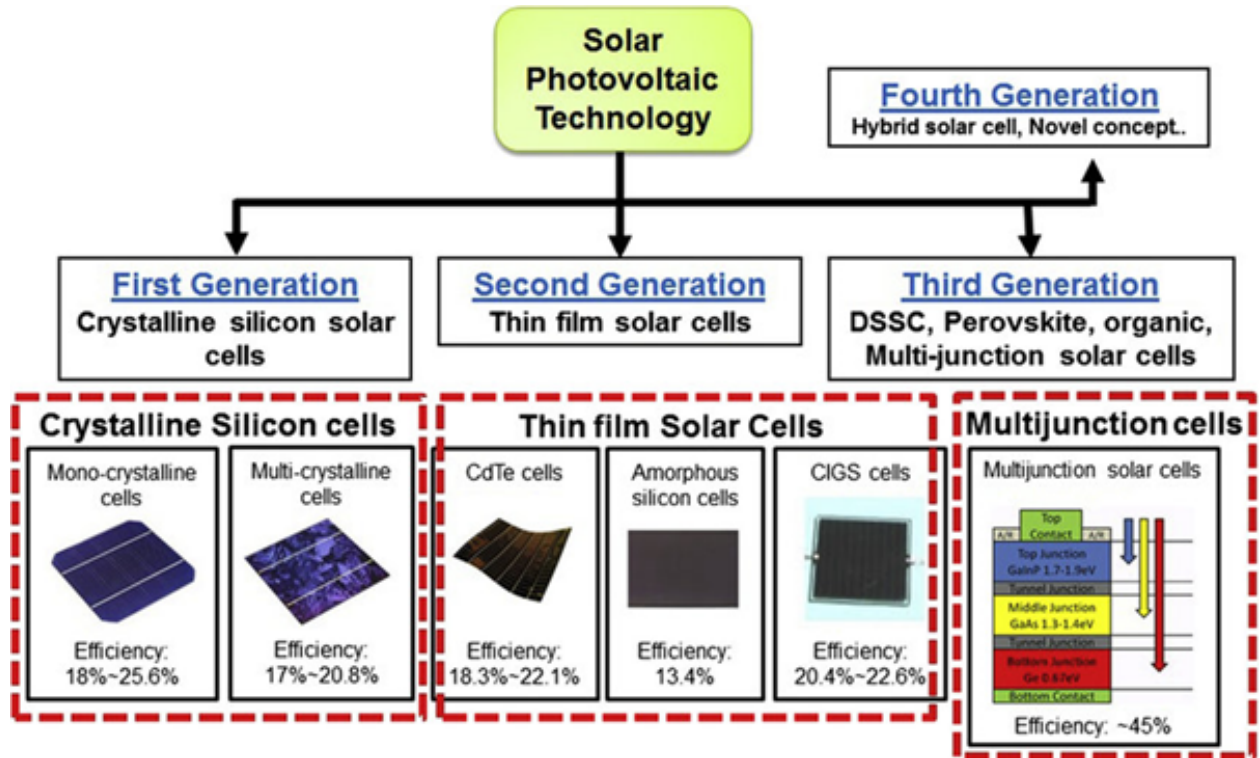 Solar
Photovoltaic
Technology
Fourth Generation
Hybrid solar cell, Novel concept..
First Generation
Crystalline silicon solar
cells
Second Generation
Thin film solar cells
Third Generation
DSSC, Perovskite, organic,
Multi-junction solar cells
Crystalline Silicon cells
Mono-crystalline
cells
Efficiency:
18%~25.6%
Multi-crystalline
cells
Efficiency:
17%~20.8%
Thin film Solar Cells
CdTe cells
Efficiency:
18.3%~22.1%
Amorphous
silicon cells
Efficiency:
13.4%
CIGS cells
Efficiency:
20.4%~22.6%
Multijunction cells
Multijunction solar cells
Top
Contact
A/R
A/R
Top Junction
GaInP 1.7-1.9eV
Tunnel Junction
Middle Junction
GaAs 1.3-1.4eV
Tunnel Junction
Bottom Junction
Ge 0.67eV
Bottom Contact
Efficiency: ~45%